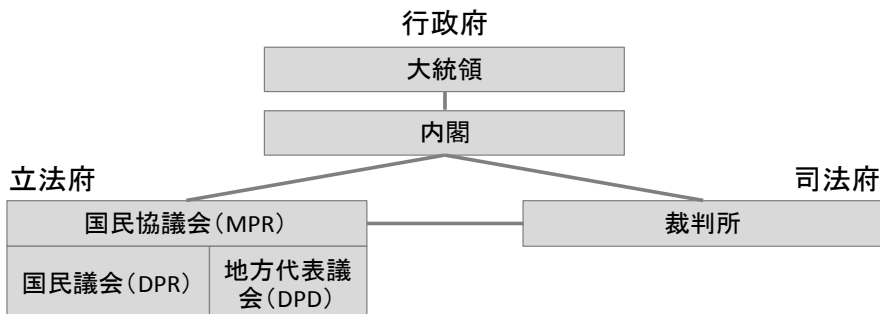 行政府
大統領
内閣
立法府
司法府
国民協議会(MPR)
裁判所
国民議会(DPR)
地方代表議
会(DPD)